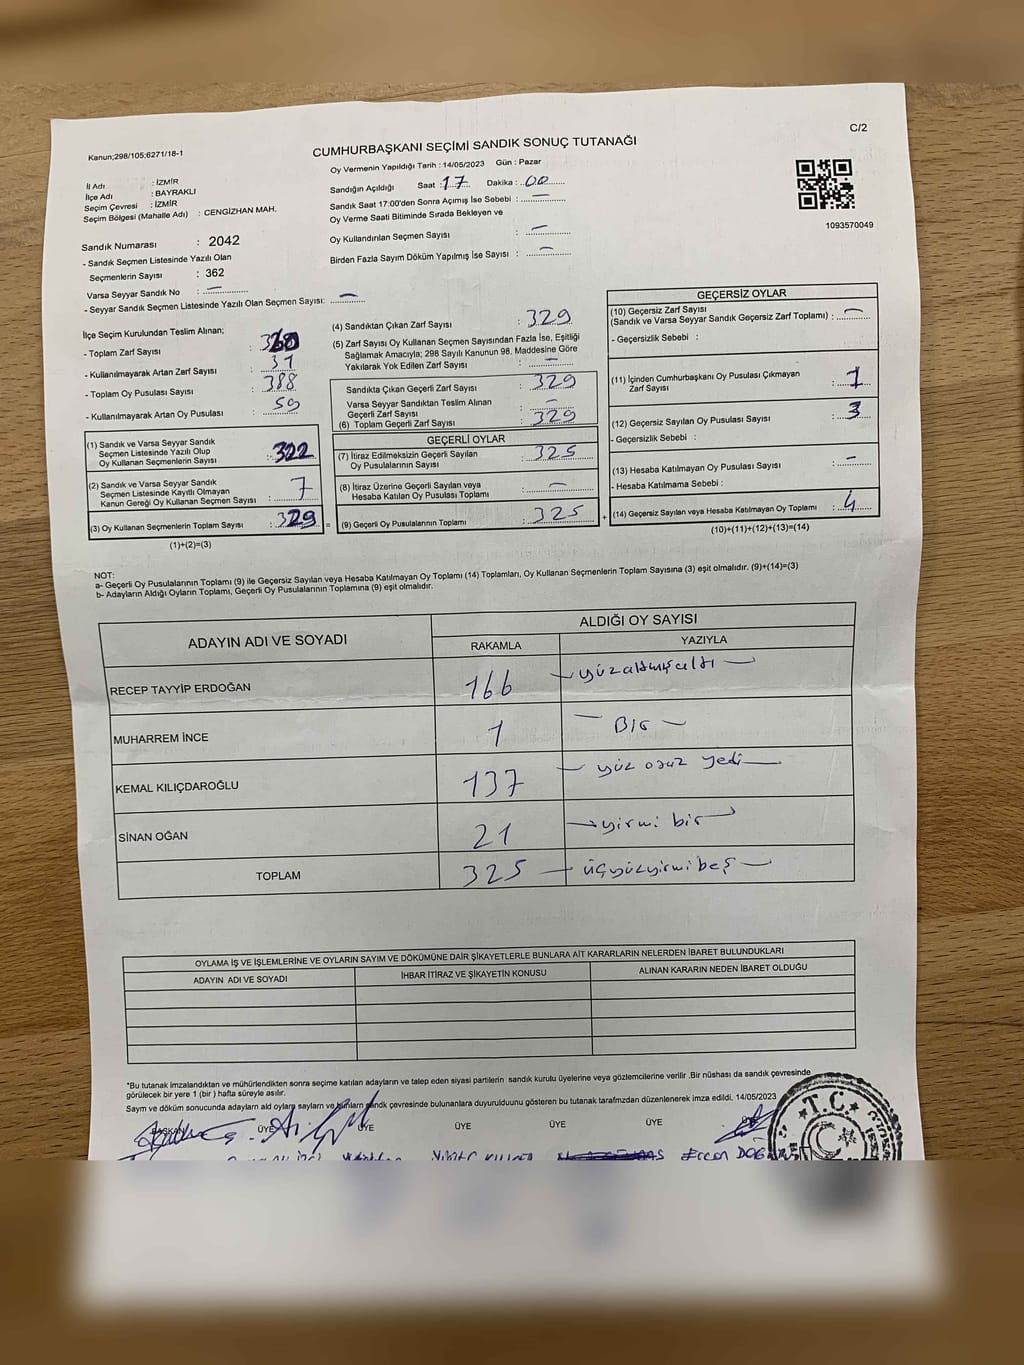 C/2
Kanun;298/105;6271/18-1
CUMHURBAŞKANI SEÇİMİ SANDIK SONUÇ TUTANAĞI
İl Adı : İZMİR
İlçe Adı : BAYRAKLI
Seçim Çevresi : İZMİR
Seçim Bölgesi (Mahalle Adı) : CENGİZHAN MAH.
Oy Vermenin Yapıldığı Tarih : 14/05/2023 Gün : Pazar
Sandığın Açıldığı Saat : 17 Dakika : 00
Sandık Saat 17:00'den Sonra Açımış İse Sebebi : —
Oy Verme Saati Bitiminde Sırada Bekleyen ve
Oy Kullandırılan Seçmen Sayısı : —
Birden Fazla Sayım Döküm Yapılmış İse Sayısı : —
1093570049
Sandık Numarası : 2042
- Sandık Seçmen Listesinde Yazılı Olan
Seçmenlerin Sayısı : 362
Varsa Seyyar Sandık No : —
- Seyyar Sandık Seçmen Listesinde Yazılı Olan Seçmen Sayısı: —
İlçe Seçim Kurulundan Teslim Alınan;
- Toplam Zarf Sayısı :
- Kullanılmayarak Artan Zarf Sayısı : 31
- Toplam Oy Pusulası Sayısı : 388
- Kullanılmayarak Artan Oy Pusulası : 59
(1) Sandık ve Varsa Seyyar Sandık
Seçmen Listesinde Yazılı Olup
Oy Kullanan Seçmenlerin Sayısı : 322
(2) Sandık ve Varsa Seyyar Sandık
Seçmen Listesinde Kayıtlı Olmayan
Kanun Gereği Oy Kullanan Seçmen Sayısı : 7
(3) Oy Kullanan Seçmenlerin Toplam Sayısı : 329
(1)+(2)=(3)
(4) Sandıktan Çıkan Zarf Sayısı : 329
(5) Zarf Sayısı Oy Kullanan Seçmen Sayısından Fazla İse, Eşitliği
Sağlamak Amacıyla; 298 Sayılı Kanunun 98. Maddesine Göre
Yakılarak Yok Edilen Zarf Sayısı : —
Sandıkta Çıkan Geçerli Zarf Sayısı : 329
Varsa Seyyar Sandıktan Teslim Alınan
Geçerli Zarf Sayısı : —
(6) Toplam Geçerli Zarf Sayısı : 329
GEÇERLİ OYLAR
(7) İtiraz Edilmeksizin Geçerli Sayılan
Oy Pusulalarının Sayısı : 325
(8) İtiraz Üzerine Geçerli Sayılan veya
Hesaba Katılan Oy Pusulası Toplamı : —
(9) Geçerli Oy Pusulalarının Toplamı : 325
GEÇERSİZ OYLAR
(10) Geçersiz Zarf Sayısı
(Sandık ve Varsa Seyyar Sandık Geçersiz Zarf Toplamı) : —
- Geçersizlik Sebebi :
(11) İçinden Cumhurbaşkanı Oy Pusulası Çıkmayan
Zarf Sayısı : 1
(12) Geçersiz Sayılan Oy Pusulası Sayısı : 3
- Geçersizlik Sebebi :
(13) Hesaba Katılmayan Oy Pusulası Sayısı : —
- Hesaba Katılmama Sebebi :
(14) Geçersiz Sayılan veya Hesaba Katılmayan Oy Toplamı : 4
(10)+(11)+(12)+(13)=(14)
NOT:
a- Geçerli Oy Pusulalarının Toplamı (9) ile Geçersiz Sayılan veya Hesaba Katılmayan Oy Toplamı (14) Toplamları, Oy Kullanan Seçmenlerin Toplam Sayısına (3) eşit olmalıdır. (9)+(14)=(3)
b- Adayların Aldığı Oyların Toplamı, Geçerli Oy Pusulalarının Toplamına (9) eşit olmalıdır.
ADAYIN ADI VE SOYADI ALDIĞI OY SAYISI
RAKAMLA YAZIYLA
RECEP TAYYİP ERDOĞAN 166 — yüzaltmışaltı —
MUHARREM İNCE 1 — Bir —
KEMAL KILIÇDAROĞLU 137 — yüz otuz yedi —
SİNAN OĞAN 21 — yirmi bir —
TOPLAM 325 — üçyüzyirmibeş —
OYLAMA İŞ VE İŞLEMLERİNE VE OYLARIN SAYIM VE DÖKÜMÜNE DAİR ŞİKAYETLERLE BUNLARA AİT KARARLARIN NELERDEN İBARET BULUNDUKLARI
ADAYIN ADI VE SOYADI İHBAR İTİRAZ VE ŞİKAYETİN KONUSU ALINAN KARARIN NEDEN İBARET OLDUĞU
*Bu tutanak imzalandıktan ve mühürlendikten sonra seçime katılan adayların ve talep eden siyasi partilerin sandık kurulu üyelerine veya gözlemcilerine verilir .Bir nüshası da sandık çevresinde
görülecek bir yere 1 (bir ) hafta süreyle asılır.
Sayım ve döküm sonucunda adayların ald oyların sayıları ve bunların sandk çevresinde bulunanlara duyurulduunu gösteren bu tutanak tarafmzdan düzenlenerek imza edildi. 14/05/2023
BAŞKAN ÜYE ÜYE ÜYE ÜYE ÜYE
T.C.